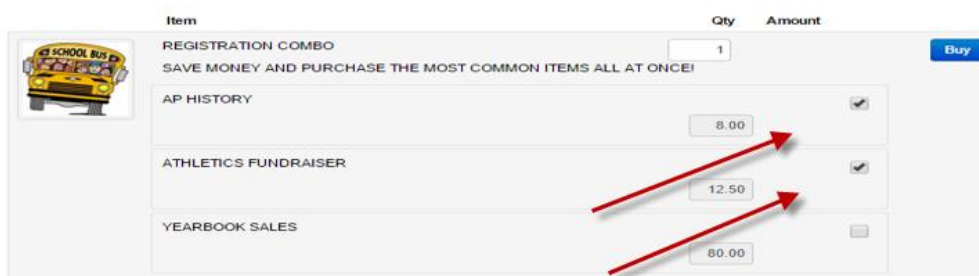 Item Qty Amount
SCHOOL BUS
REGISTRATION COMBO 1 Buy
SAVE MONEY AND PURCHASE THE MOST COMMON ITEMS ALL AT ONCE!
AP HISTORY
8.00
ATHLETICS FUNDRAISER
12.50
YEARBOOK SALES
80.00